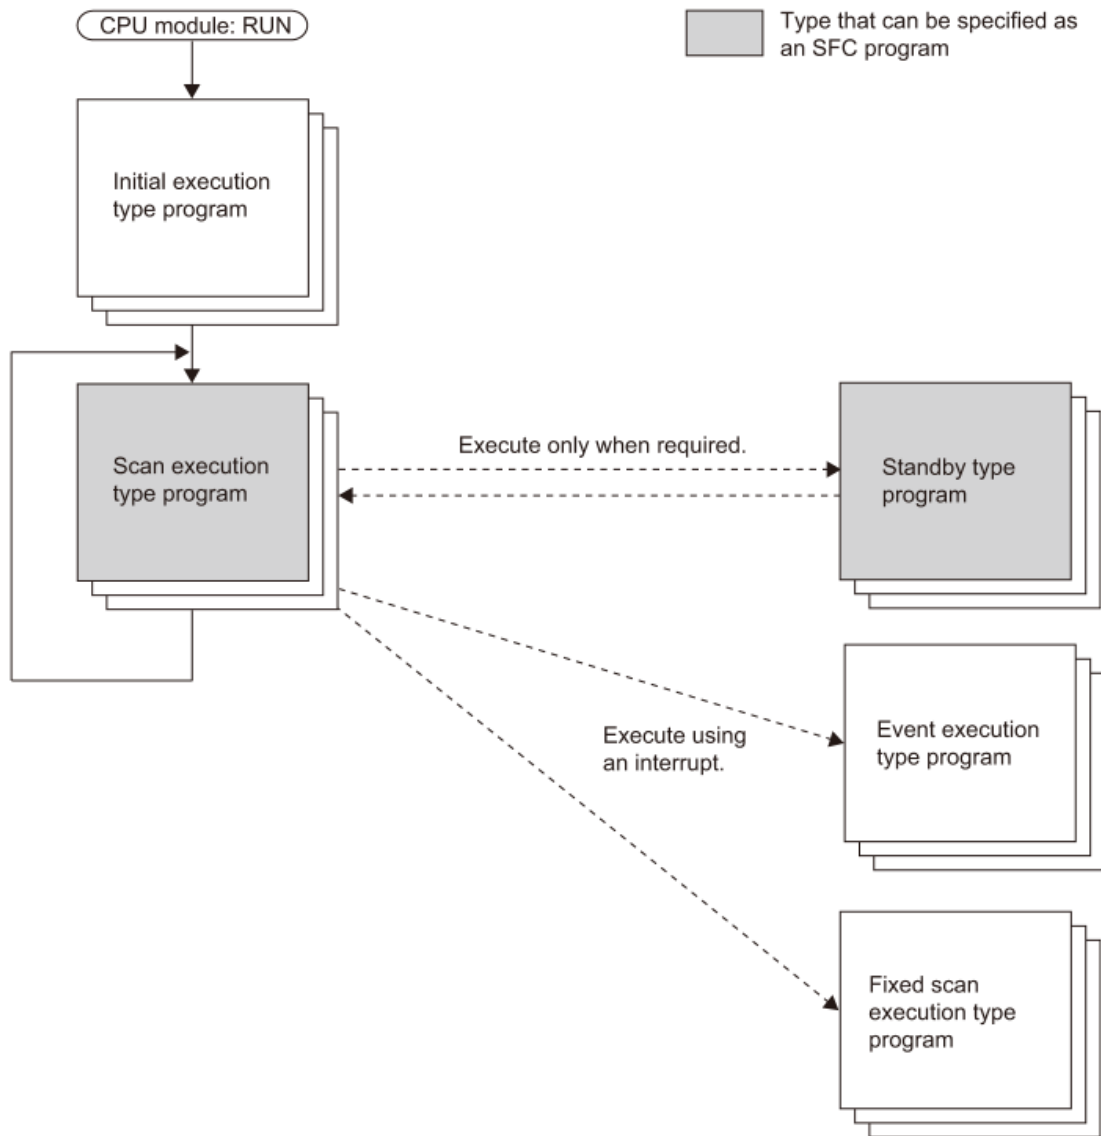 CPU module: RUN
Type that can be specified as
an SFC program
Initial execution
type program
Scan execution
type program
Execute only when required.
Standby type
program
Event execution
type program
Execute using
an interrupt.
Fixed scan
execution type
program